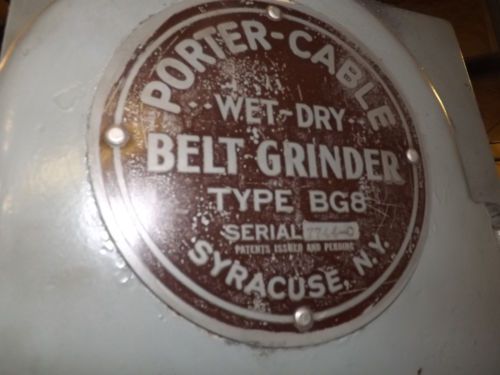 PORTER-CABLE
WET-DRY
BELT GRINDER
TYPE BG8
SERIAL
PATENTS ISSUED AND PENDING
SYRACUSE, N.Y.